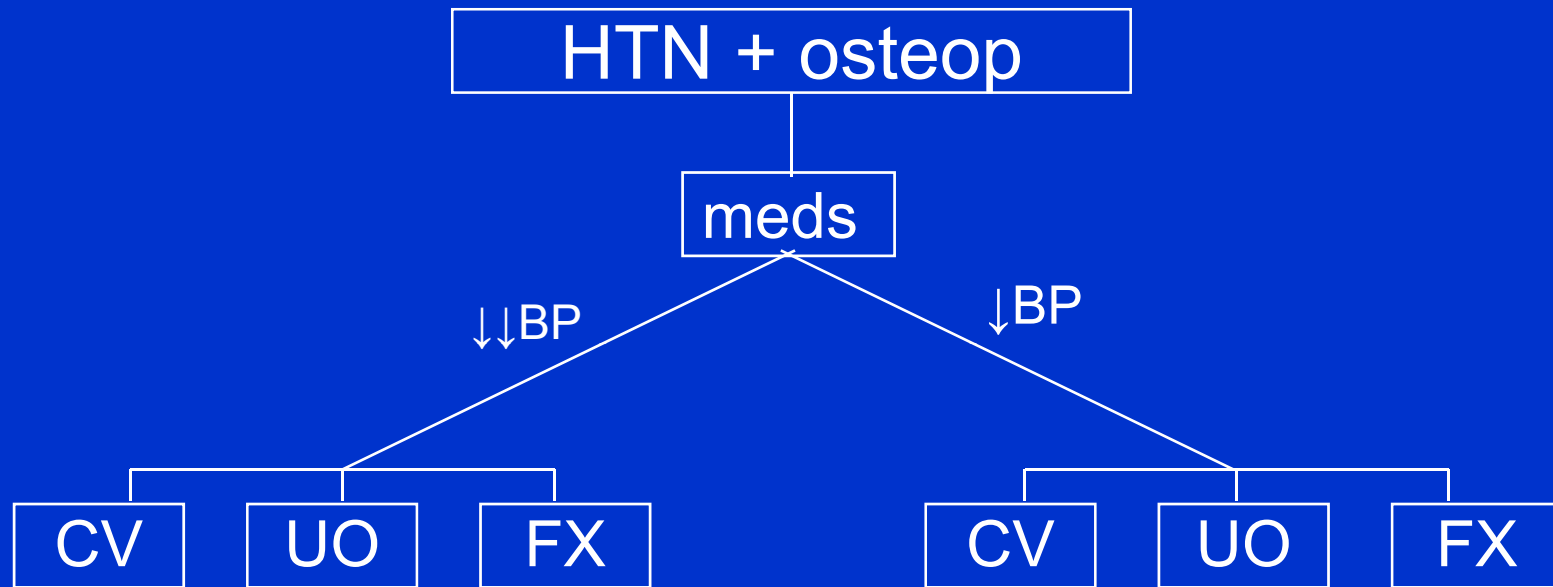 HTN + osteop
meds
↓↓BP
↓BP
CV UO FX CV UO FX